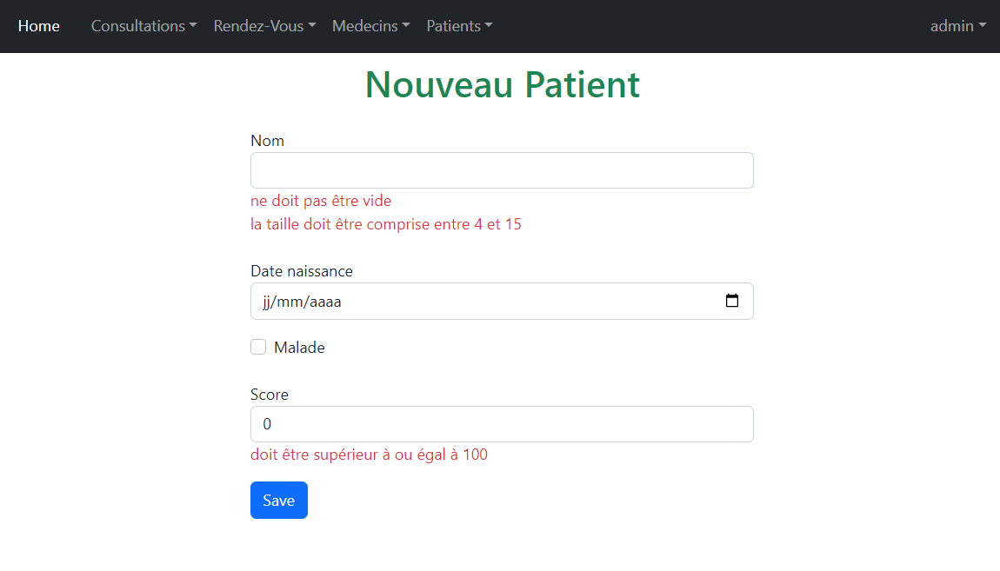 Home Consultations Rendez-Vous Medecins Patients admin
Nouveau Patient
Nom
ne doit pas être vide
la taille doit être comprise entre 4 et 15
Date naissance
jj/mm/aaaa
Malade
Score
0
doit être supérieur à ou égal à 100
Save